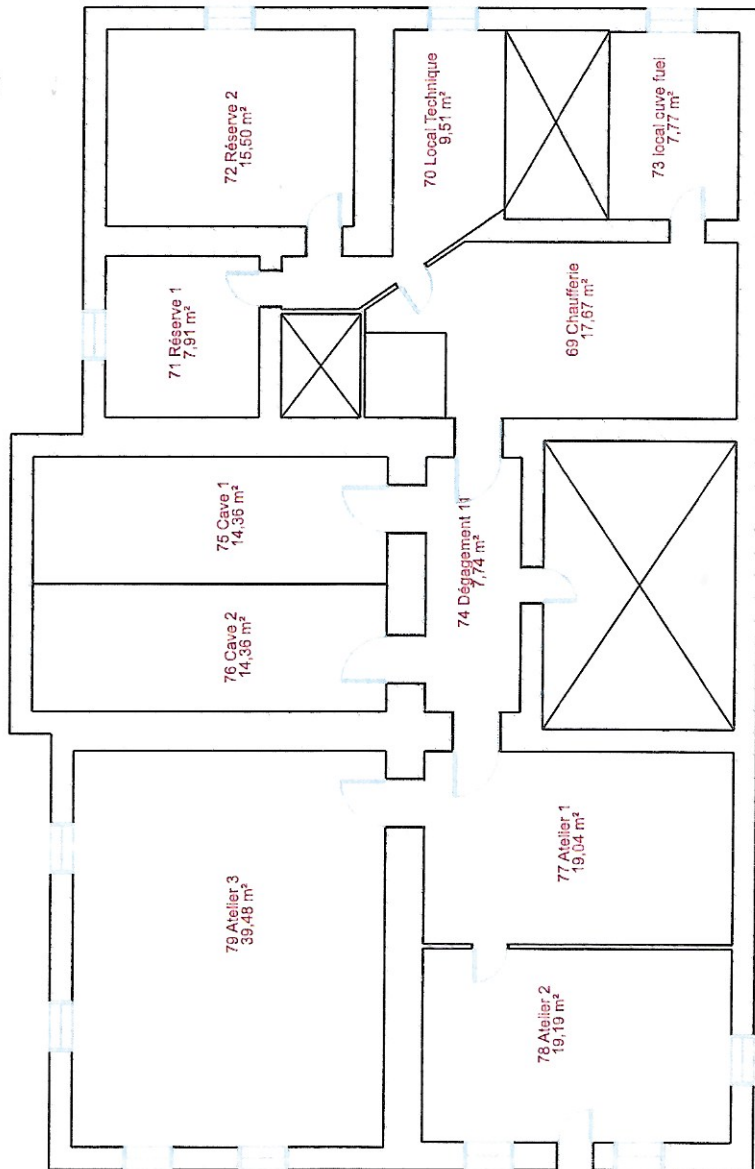 72 Réserve 2
15,50 m²
70 Local Technique
9,51 m²
73 local cuve fuel
7,77 m²
71 Réserve 1
7,91 m²
69 Chaufferie
17,67 m²
75 Cave 1
14,36 m²
74 Dégagement 11
7,74 m²
76 Cave 2
14,36 m²
79 Atelier 3
39,48 m²
77 Atelier 1
19,04 m²
78 Atelier 2
19,19 m²